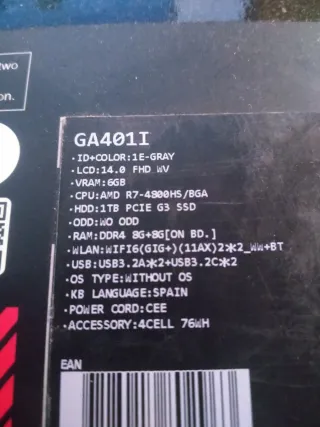 two
on.
GA401I
·ID+COLOR:1E-GRAY
·LCD:14.0 FHD WV
·VRAM:6GB
·CPU:AMD R7-4800HS/BGA
·HDD:1TB PCIE G3 SSD
·ODD:WO ODD
·RAM:DDR4 8G+8G[ON BD.]
·WLAN:WIFI6(GIG+)(11AX)2*2_WW+BT
·USB:USB3.2A*2+USB3.2C*2
·OS TYPE:WITHOUT OS
·KB LANGUAGE:SPAIN
·POWER CORD:CEE
·ACCESSORY:4CELL 76WH
EAN